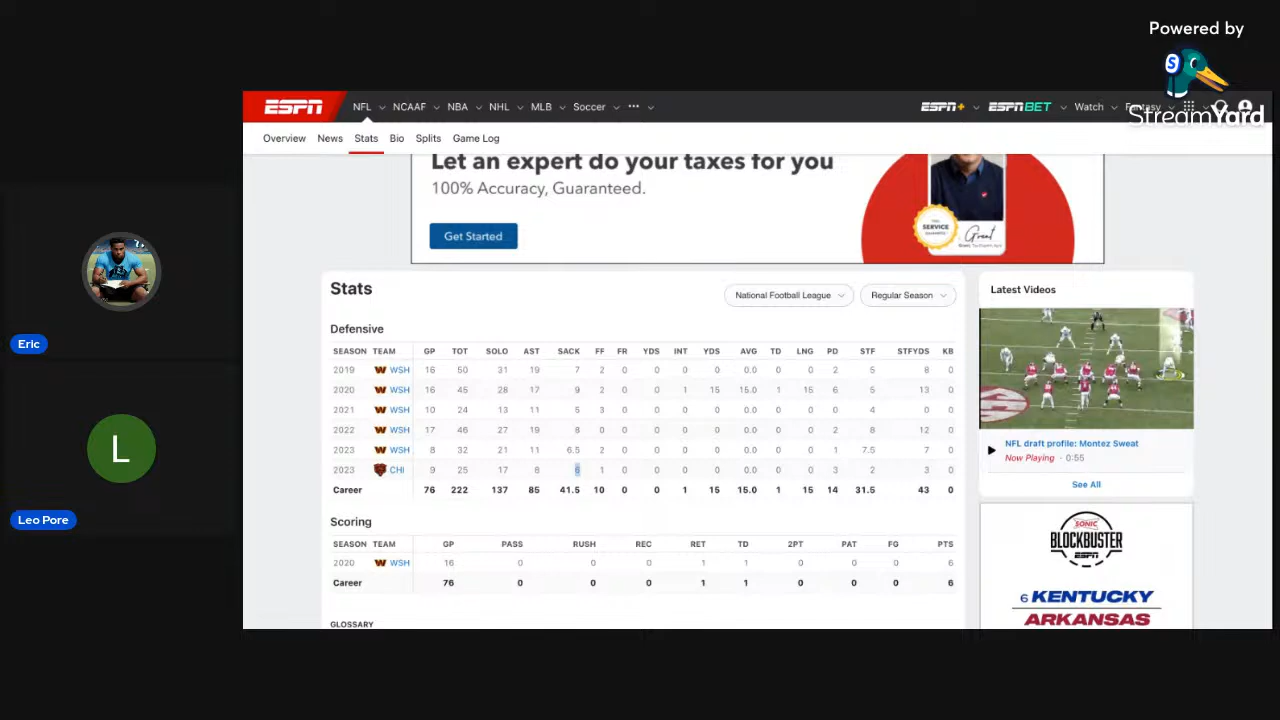 Powered by
S
StreamYard
ESPN NFL NCAAF NBA NHL MLB Soccer ••• ESPN+ ESPN BET Watch Fantasy
Overview News Stats Bio Splits Game Log
Let an expert do your taxes for you
100% Accuracy, Guaranteed.
Get Started
SERVICE
Great
Eric
Leo Pore
L
Stats
National Football League Regular Season
Defensive
SEASON TEAM GP TOT SOLO AST SACK FF FR YDS INT YDS AVG TD LNG PD STF STFYDS KB
2019 WSH 16 50 31 19 7 2 0 0 0 0 0.0 0 0 2 5 8 0
2020 WSH 16 45 28 17 9 2 0 0 1 15 15.0 1 15 6 5 13 0
2021 WSH 10 24 13 11 5 3 0 0 0 0 0.0 0 0 0 4 0 0
2022 WSH 17 46 27 19 8 0 0 0 0 0 0.0 0 0 2 8 12 0
2023 WSH 8 32 21 11 6.5 2 0 0 0 0 0.0 0 0 1 7.5 7 0
2023 CHI 9 25 17 8 6 1 0 0 0 0 0.0 0 0 3 2 3 0
Career 76 222 137 85 41.5 10 0 0 1 15 15.0 1 15 14 31.5 43 0
Scoring
SEASON TEAM GP PASS RUSH REC RET TD 2PT PAT FG PTS
2020 WSH 16 0 0 0 1 1 0 0 0 6
Career 76 0 0 0 1 1 0 0 0 6
GLOSSARY
Latest Videos
NFL draft profile: Montez Sweat
Now Playing · 0:55
See All
SONIC
BLOCKBUSTER
ESPN
6 KENTUCKY
ARKANSAS